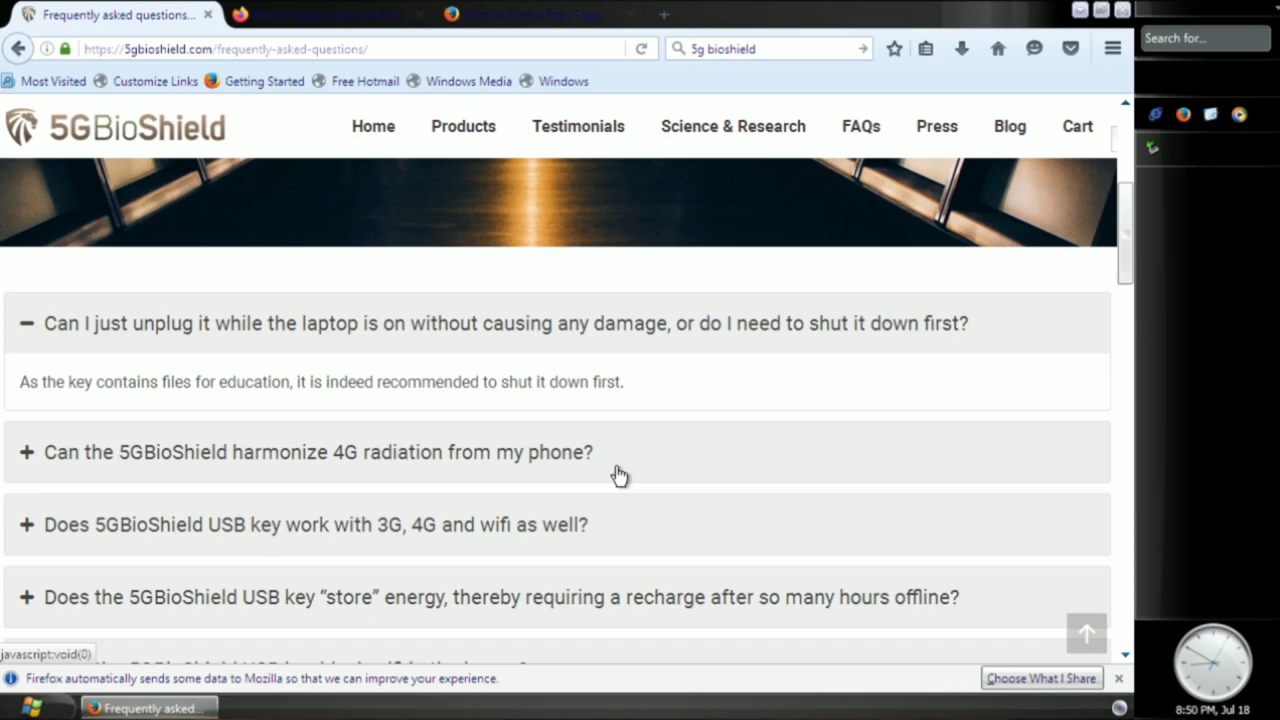 Frequently asked questions...
Mozilla Firefox Start Page
https://5gbioshield.com/frequently-asked-questions/
5g bioshield
Search for...
Most Visited Customize Links Getting Started Free Hotmail Windows Media Windows
5GBioShield
Home Products Testimonials Science & Research FAQs Press Blog Cart
Can I just unplug it while the laptop is on without causing any damage, or do I need to shut it down first?
As the key contains files for education, it is indeed recommended to shut it down first.
Can the 5GBioShield harmonize 4G radiation from my phone?
Does 5GBioShield USB key work with 3G, 4G and wifi as well?
Does the 5GBioShield USB key “store” energy, thereby requiring a recharge after so many hours offline?
javascript:void(0)
Firefox automatically sends some data to Mozilla so that we can improve your experience.
Choose What I Share
Frequently asked...
8:50 PM, Jul 18